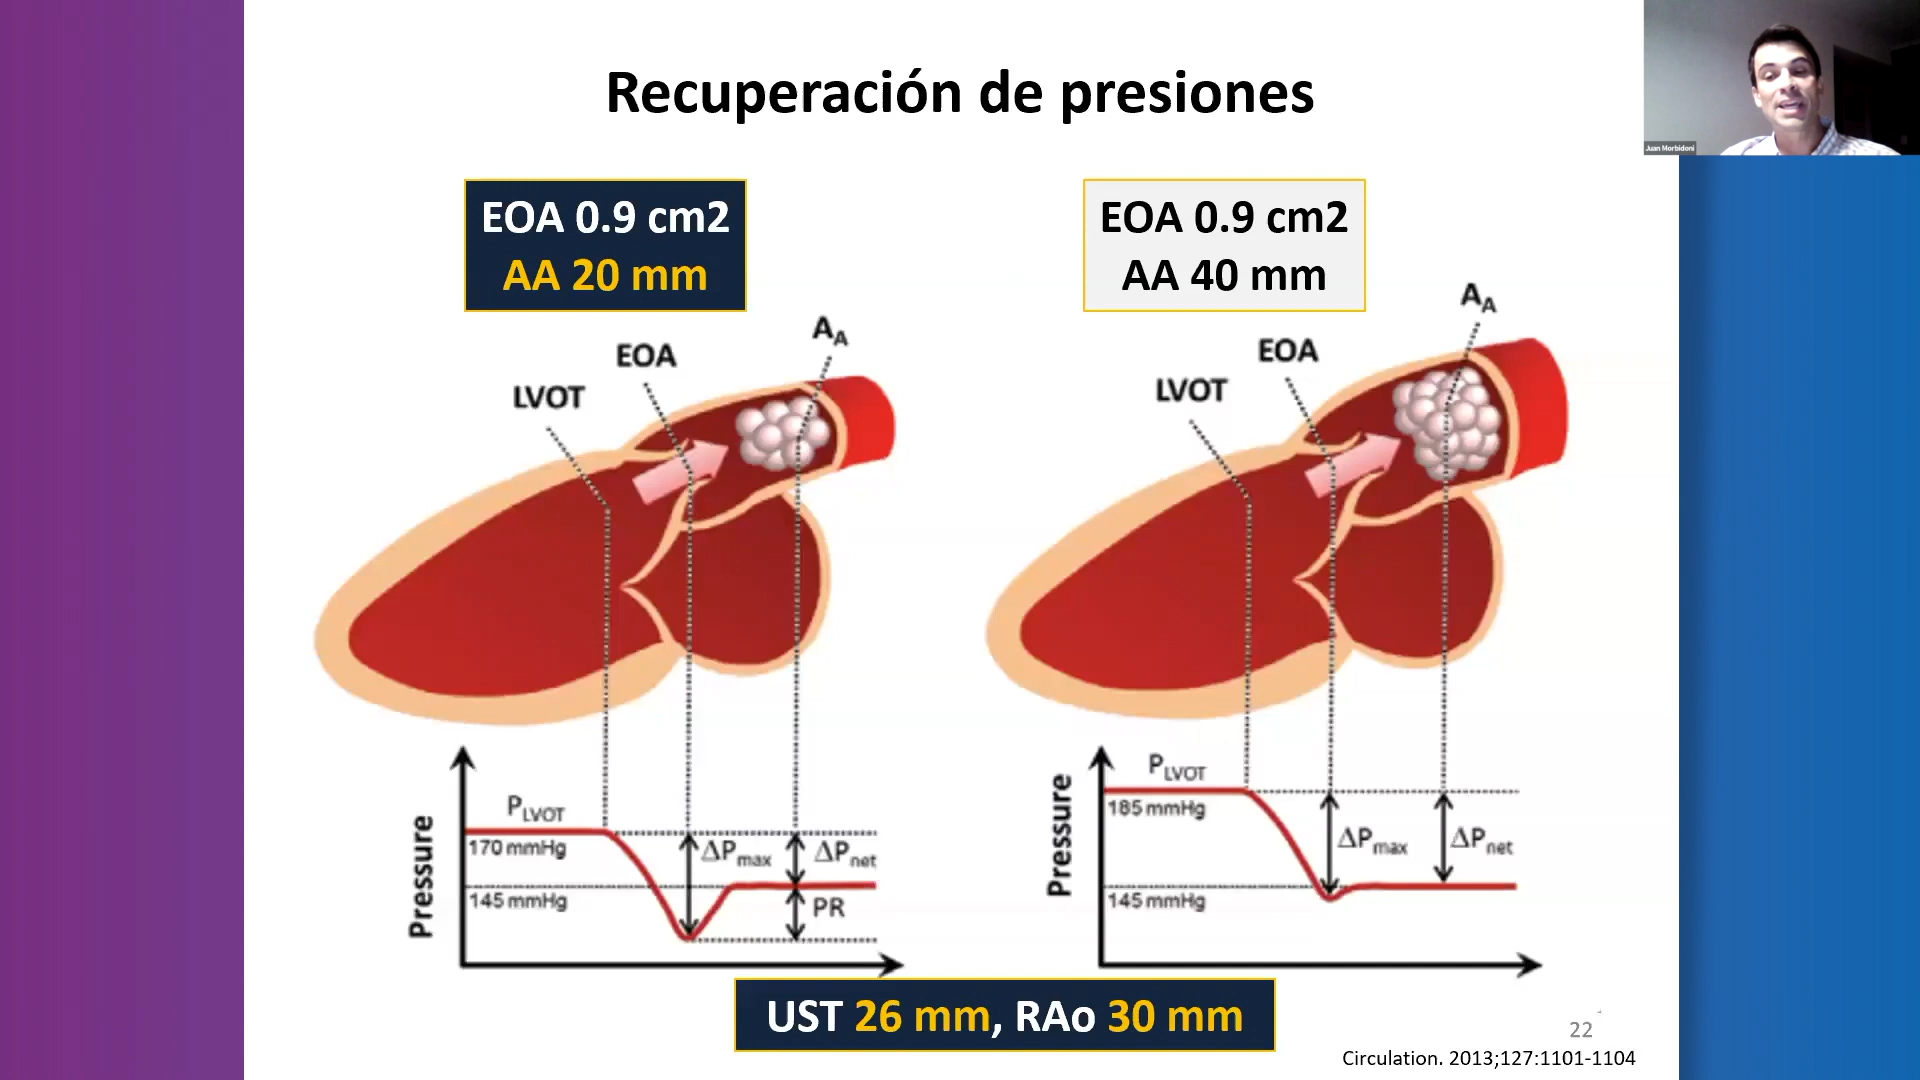 Recuperación de presiones
Juan Morbidoni
EOA 0.9 cm2
AA 20 mm
EOA 0.9 cm2
AA 40 mm
LVOT
EOA
AA
LVOT
EOA
AA
Pressure
PLVOT
170 mmHg
145 mmHg
ΔPmax
ΔPnet
PR
Pressure
PLVOT
185 mmHg
145 mmHg
ΔPmax
ΔPnet
UST 26 mm, RAo 30 mm
22
Circulation. 2013;127:1101-1104